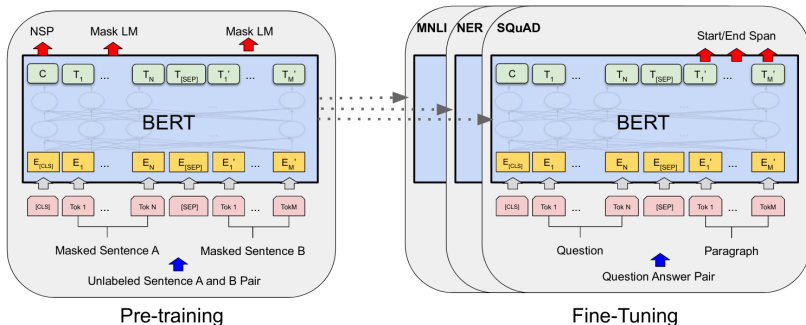 NSP Mask LM Mask LM
C T1 ... TN T[SEP] T1' ... TM'
BERT
E[CLS] E1 ... EN E[SEP] E1' ... EM'
[CLS] Tok 1 ... Tok N [SEP] Tok 1 ... TokM
Masked Sentence A Masked Sentence B
Unlabeled Sentence A and B Pair
Pre-training
MNLI NER SQuAD
Start/End Span
C T1 ... TN T[SEP] T1' ... TM'
BERT
E[CLS] E1 ... EN E[SEP] E1' ... EM'
[CLS] Tok 1 ... Tok N [SEP] Tok 1 ... TokM
Question Paragraph
Question Answer Pair
Fine-Tuning